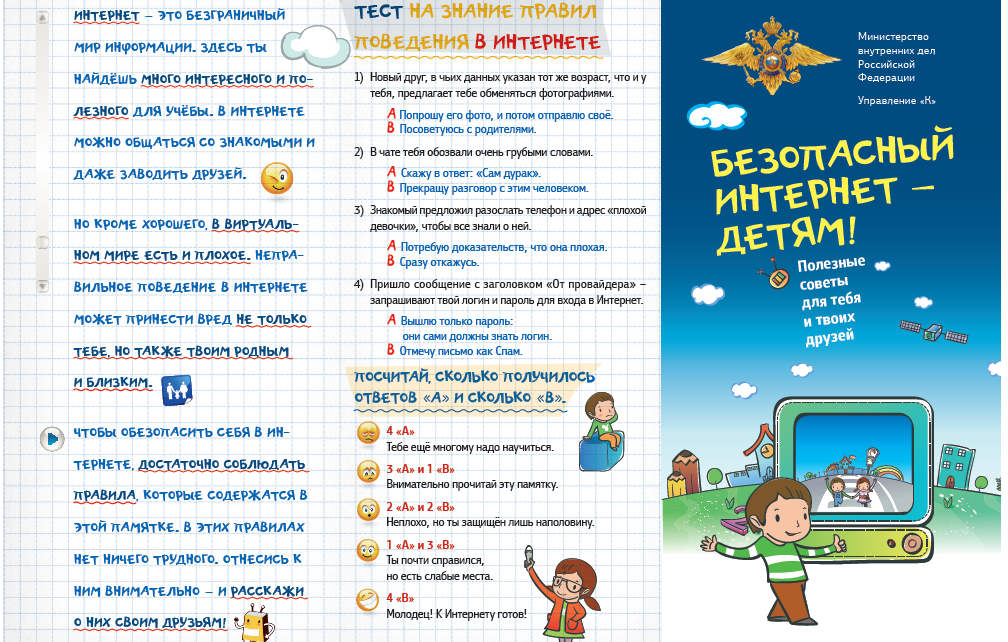 ИНТЕРНЕТ – ЭТО БЕЗГРАНИЧНЫЙ
МИР ИНФОРМАЦИИ. ЗДЕСЬ ТЫ
НАЙДЁШЬ МНОГО ИНТЕРЕСНОГО И ПО-
ЛЕЗНОГО ДЛЯ УЧЁБЫ. В ИНТЕРНЕТЕ
МОЖНО ОБЩАТЬСЯ СО ЗНАКОМЫМИ И
ДАЖЕ ЗАВОДИТЬ ДРУЗЕЙ.
НО КРОМЕ ХОРОШЕГО, В ВИРТУАЛЬ-
НОМ МИРЕ ЕСТЬ И ПЛОХОЕ. НЕПРА-
ВИЛЬНОЕ ПОВЕДЕНИЕ В ИНТЕРНЕТЕ
МОЖЕТ ПРИНЕСТИ ВРЕД НЕ ТОЛЬКО
ТЕБЕ, НО ТАКЖЕ ТВОИМ РОДНЫМ
И БЛИЗКИМ.
ЧТОБЫ ОБЕЗОПАСИТЬ СЕБЯ В ИН-
ТЕРНЕТЕ, ДОСТАТОЧНО СОБЛЮДАТЬ
ПРАВИЛА, КОТОРЫЕ СОДЕРЖАТСЯ В
ЭТОЙ ПАМЯТКЕ. В ЭТИХ ПРАВИЛАХ
НЕТ НИЧЕГО ТРУДНОГО. ОТНЕСИСЬ К
НИМ ВНИМАТЕЛЬНО – И РАССКАЖИ
О НИХ СВОИМ ДРУЗЬЯМ!
ТЕСТ НА ЗНАНИЕ ПРАВИЛ
ПОВЕДЕНИЯ В ИНТЕРНЕТЕ
1) Новый друг, в чьих данных указан тот же возраст, что и у
тебя, предлагает тебе обменяться фотографиями.
A Попрошу его фото, и потом отправлю своё.
B Посоветуюсь с родителями.
2) В чате тебя обозвали очень грубыми словами.
A Скажу в ответ: «Сам дурак».
B Прекращу разговор с этим человеком.
3) Знакомый предложил разослать телефон и адрес «плохой
девочки», чтобы все знали о ней.
A Потребую доказательств, что она плохая.
B Сразу откажусь.
4) Пришло сообщение с заголовком «От провайдера» –
запрашивают твой логин и пароль для входа в Интернет.
A Вышлю только пароль:
они сами должны знать логин.
B Отмечу письмо как Спам.
ПОСЧИТАЙ, СКОЛЬКО ПОЛУЧИЛОСЬ
ОТВЕТОВ «А» И СКОЛЬКО «В».
4 «А»
Тебе ещё многому надо научиться.
3 «А» и 1 «В»
Внимательно прочитай эту памятку.
2 «А» и 2 «В»
Неплохо, но ты защищён лишь наполовину.
1 «А» и 3 «В»
Ты почти справился,
но есть слабые места.
4 «В»
Молодец! К Интернету готов!
Министерство
внутренних дел
Российской
Федерации
Управление «К»
БЕЗОПАСНЫЙ
ИНТЕРНЕТ –
ДЕТЯМ!
Полезные
советы
для тебя
и твоих
друзей